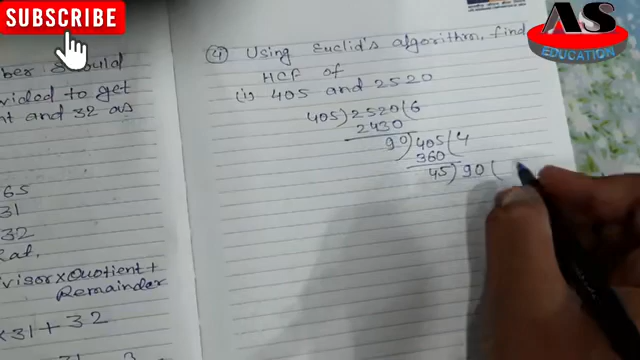 SUBSCRIBE
AS
EDUCATION
ber should
vided to get
nt and 32 as
65
31
32
visor×Quotient+
Remainder
×31+32
④ Using Euclid's algorithm, find
HCF of
(i) 405 and 2520
405)2520(6
2430
90)405(4
360
45)90(